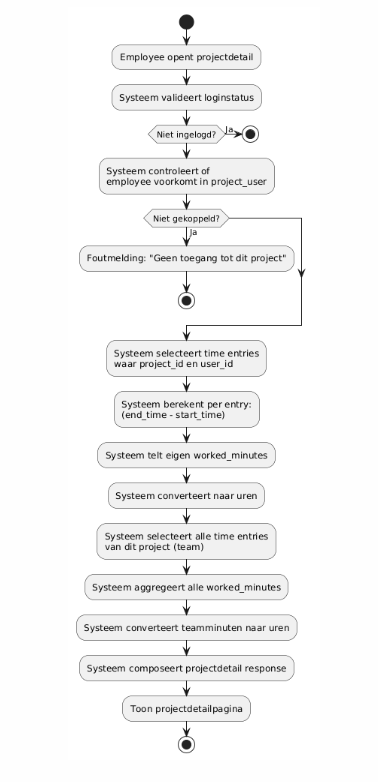 Employee opent projectdetail
Systeem valideert loginstatus
Niet ingelogd?
Ja
Systeem controleert of
employee voorkomt in project_user
Niet gekoppeld?
Ja
Foutmelding: "Geen toegang tot dit project"
Systeem selecteert time entries
waar project_id en user_id
Systeem berekent per entry:
(end_time - start_time)
Systeem telt eigen worked_minutes
Systeem converteert naar uren
Systeem selecteert alle time entries
van dit project (team)
Systeem aggregeert alle worked_minutes
Systeem converteert teamminuten naar uren
Systeem composeert projectdetail response
Toon projectdetailpagina